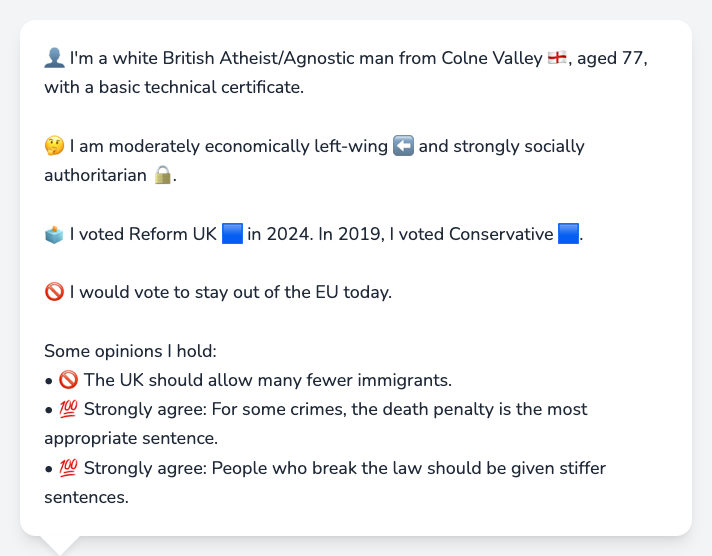 👤 I'm a white British Atheist/Agnostic man from Colne Valley 🏴󠁧󠁢󠁥󠁮󠁧󠁿, aged 77,
with a basic technical certificate.
🤔 I am moderately economically left-wing ⬅️ and strongly socially
authoritarian 🔒.
🗳️ I voted Reform UK 🟦 in 2024. In 2019, I voted Conservative 🟦.
🚫 I would vote to stay out of the EU today.
Some opinions I hold:
• 🚫 The UK should allow many fewer immigrants.
• 💯 Strongly agree: For some crimes, the death penalty is the most
appropriate sentence.
• 💯 Strongly agree: People who break the law should be given stiffer
sentences.